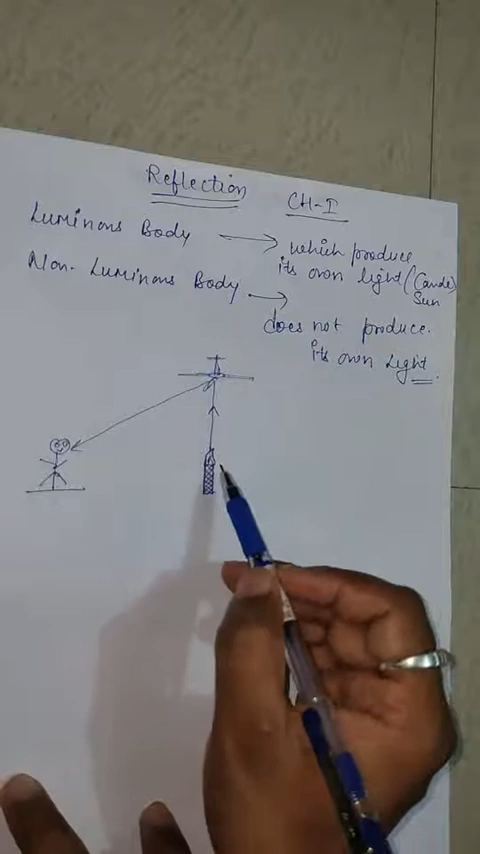 Reflection CH-I
Luminous Body → which produce
its own light (Candle)
Sun
Non-Luminous Body →
does not produce.
its own light.